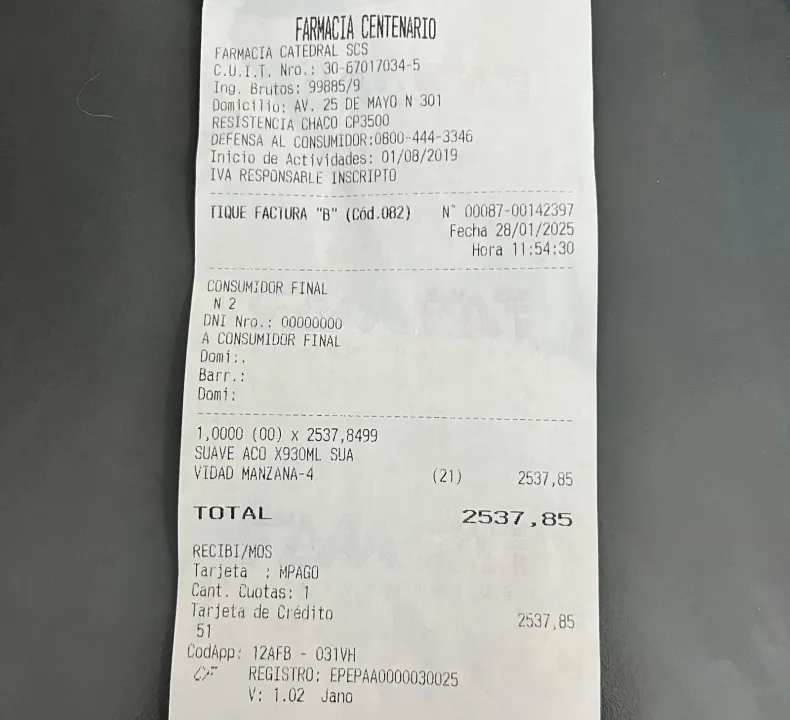 FARMACIA CENTENARIO
FARMACIA CATEDRAL SCS
C.U.I.T. Nro.: 30-67017034-5
Ing. Brutos: 99885/9
Domicilio: AV. 25 DE MAYO N 301
RESISTENCIA CHACO CP3500
DEFENSA AL CONSUMIDOR:0800-444-3346
Inicio de Actividades: 01/08/2019
IVA RESPONSABLE INSCRIPTO
TIQUE FACTURA "B" (Cód.082) N° 00087-00142397
Fecha 28/01/2025
Hora 11:54:30
CONSUMIDOR FINAL
N 2
DNI Nro.: 00000000
A CONSUMIDOR FINAL
Domi:.
Barr.:
Domi:
1,0000 (00) x 2537,8499
SUAVE ACO X930ML SUA
VIDAD MANZANA-4 (21) 2537,85
TOTAL 2537,85
RECIBI/MOS
Tarjeta : MPAGO
Cant. Cuotas: 1
Tarjeta de Crédito 2537,85
51
CodApp: 12AFB - 031VH
CF REGISTRO: EPEPAA0000030025
V: 1.02 Jano